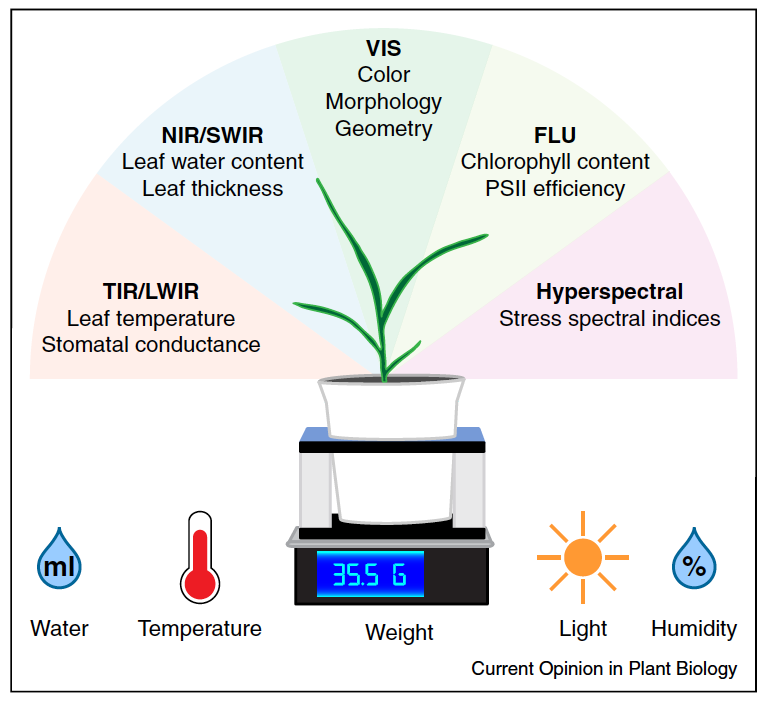 VIS
Color
Morphology
Geometry
NIR/SWIR
Leaf water content
Leaf thickness
FLU
Chlorophyll content
PSII efficiency
TIR/LWIR
Leaf temperature
Stomatal conductance
Hyperspectral
Stress spectral indices
ml
35.5 G
%
Water
Temperature
Weight
Light
Humidity
Current Opinion in Plant Biology